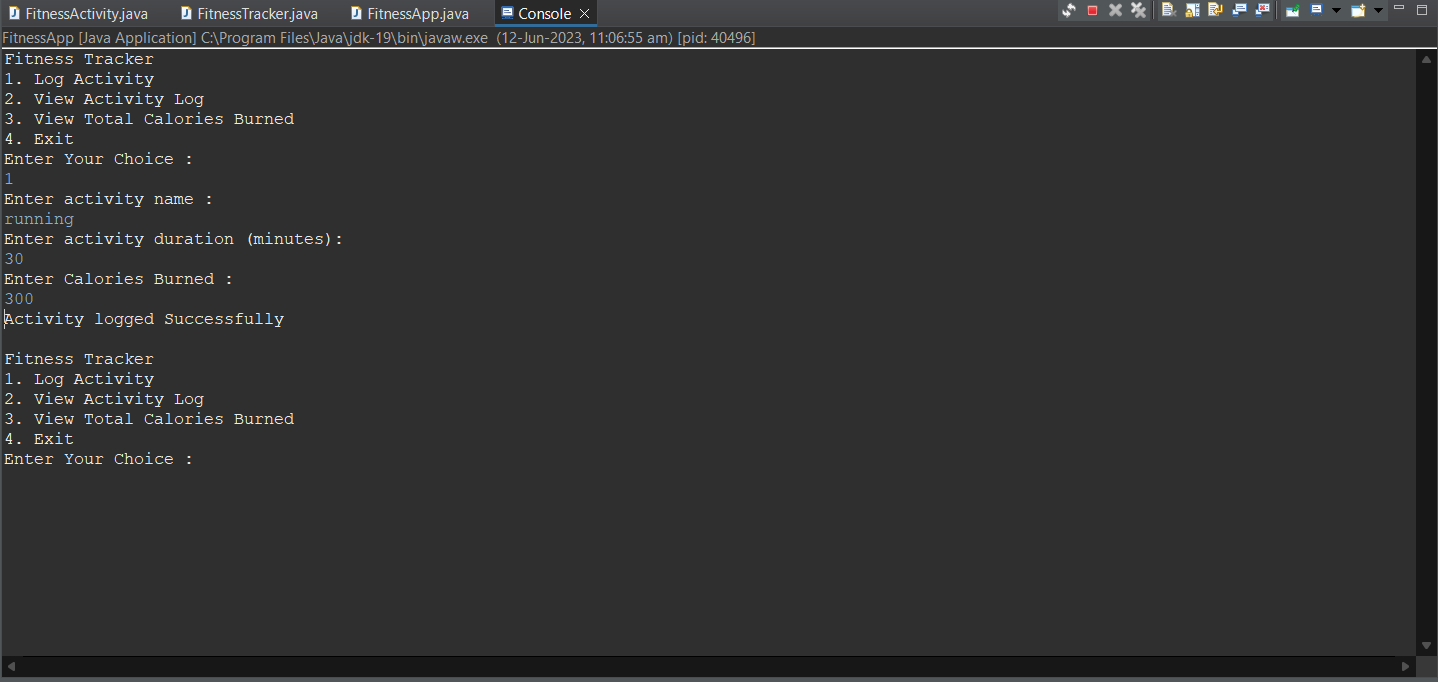 FitnessActivity.java FitnessTracker.java FitnessApp.java Console
FitnessApp [Java Application] C:\Program Files\Java\jdk-19\bin\javaw.exe (12-Jun-2023, 11:06:55 am) [pid: 40496]
Fitness Tracker
1. Log Activity
2. View Activity Log
3. View Total Calories Burned
4. Exit
Enter Your Choice :
1
Enter activity name :
running
Enter activity duration (minutes):
30
Enter Calories Burned :
300
Activity logged Successfully
Fitness Tracker
1. Log Activity
2. View Activity Log
3. View Total Calories Burned
4. Exit
Enter Your Choice :